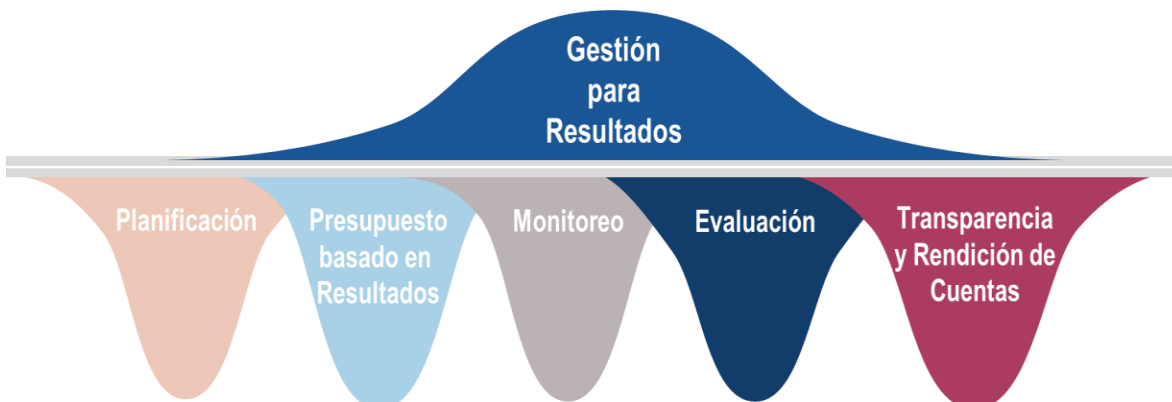 Gestión
para
Resultados
Planificación
Presupuesto
basado en
Resultados
Monitoreo
Evaluación
Transparencia
y Rendición de
Cuentas